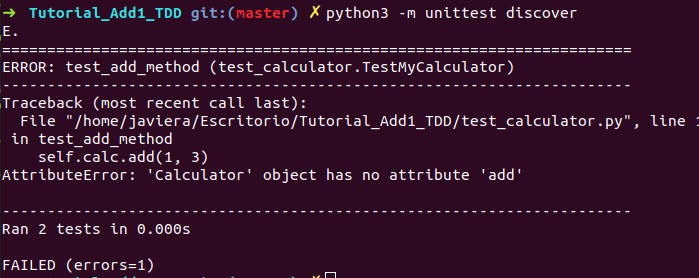 ➜ Tutorial_Add1_TDD git:(master) ✗ python3 -m unittest discover
E.
======================================================================
ERROR: test_add_method (test_calculator.TestMyCalculator)
----------------------------------------------------------------------
Traceback (most recent call last):
  File "/home/javiera/Escritorio/Tutorial_Add1_TDD/test_calculator.py", line 1
 in test_add_method
    self.calc.add(1, 3)
AttributeError: 'Calculator' object has no attribute 'add'
----------------------------------------------------------------------
Ran 2 tests in 0.000s
FAILED (errors=1)